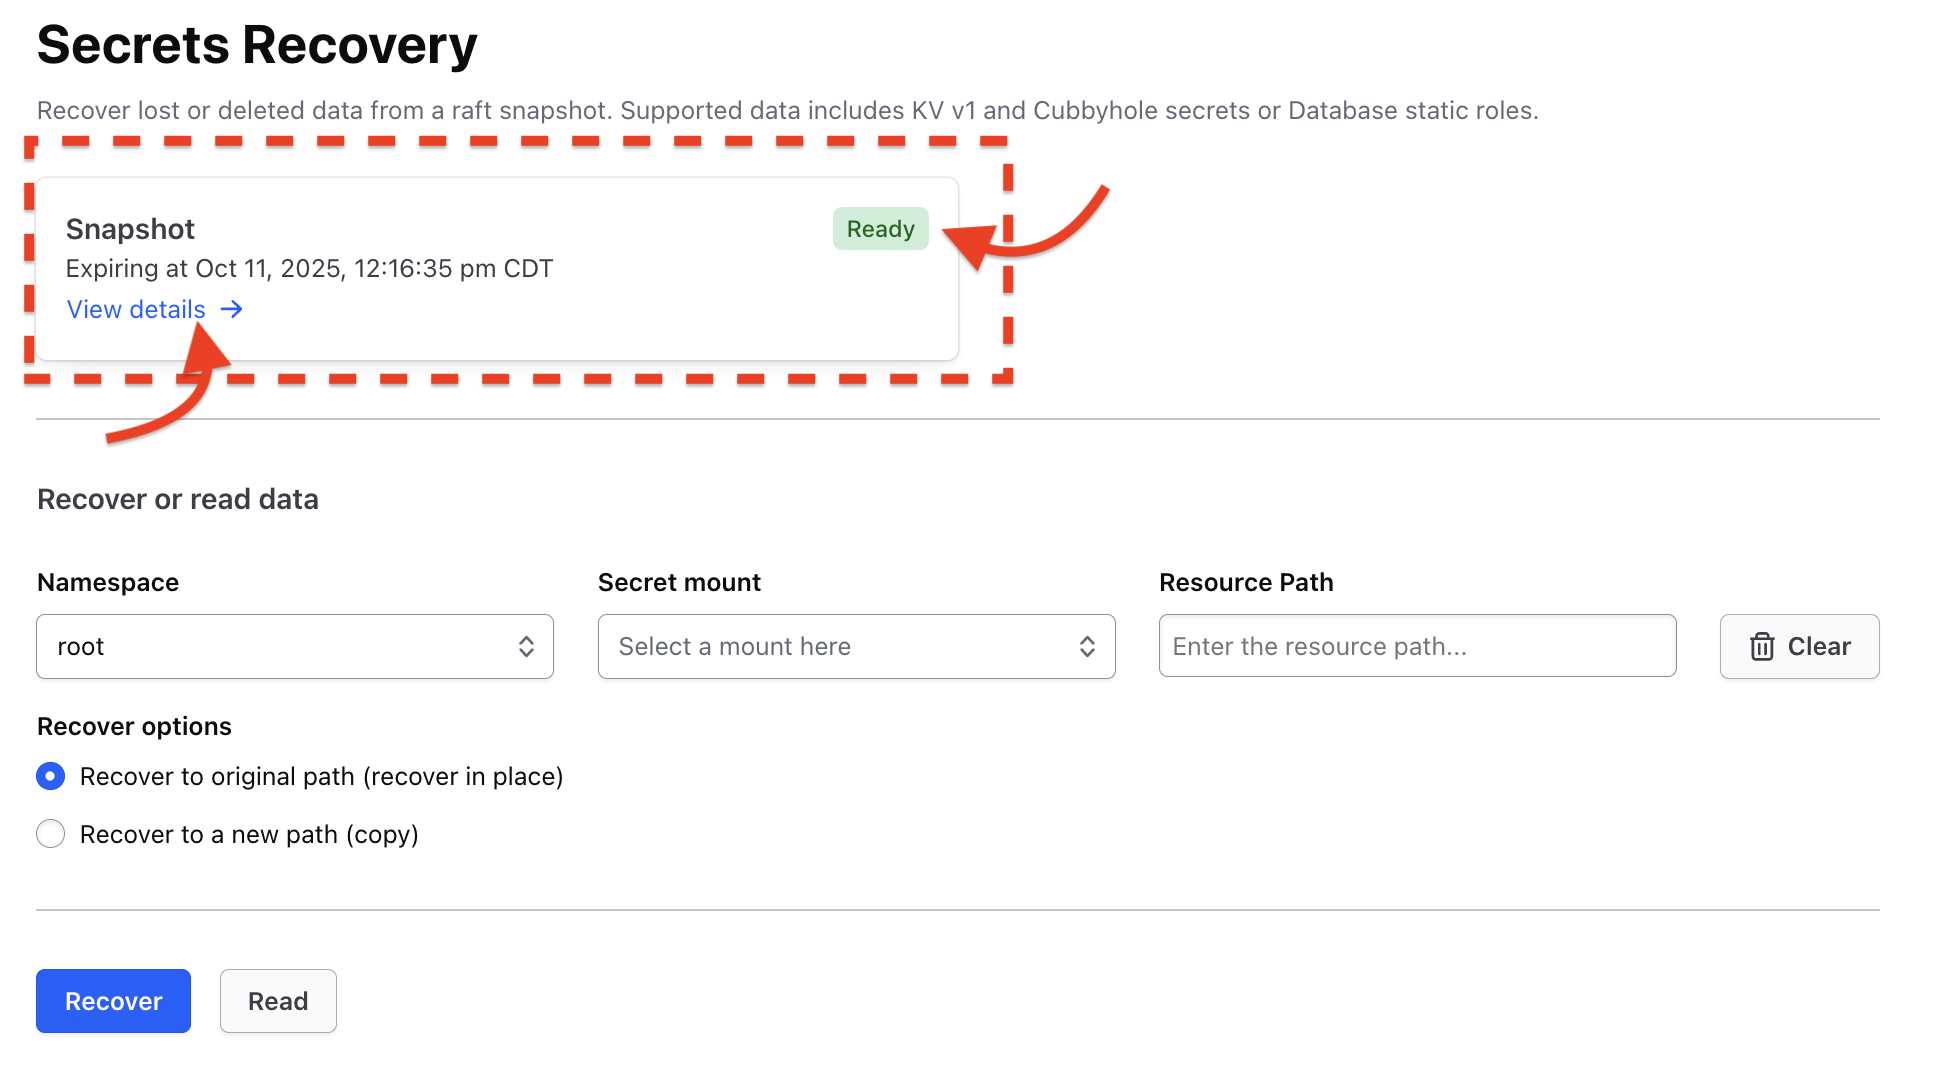 Secrets Recovery
Recover lost or deleted data from a raft snapshot. Supported data includes KV v1 and Cubbyhole secrets or Database static roles.
Snapshot
Ready
Expiring at Oct 11, 2025, 12:16:35 pm CDT
View details
Recover or read data
Namespace
Secret mount
Resource Path
root
Select a mount here
Enter the resource path...
Clear
Recover options
Recover to original path (recover in place)
Recover to a new path (copy)
Recover
Read